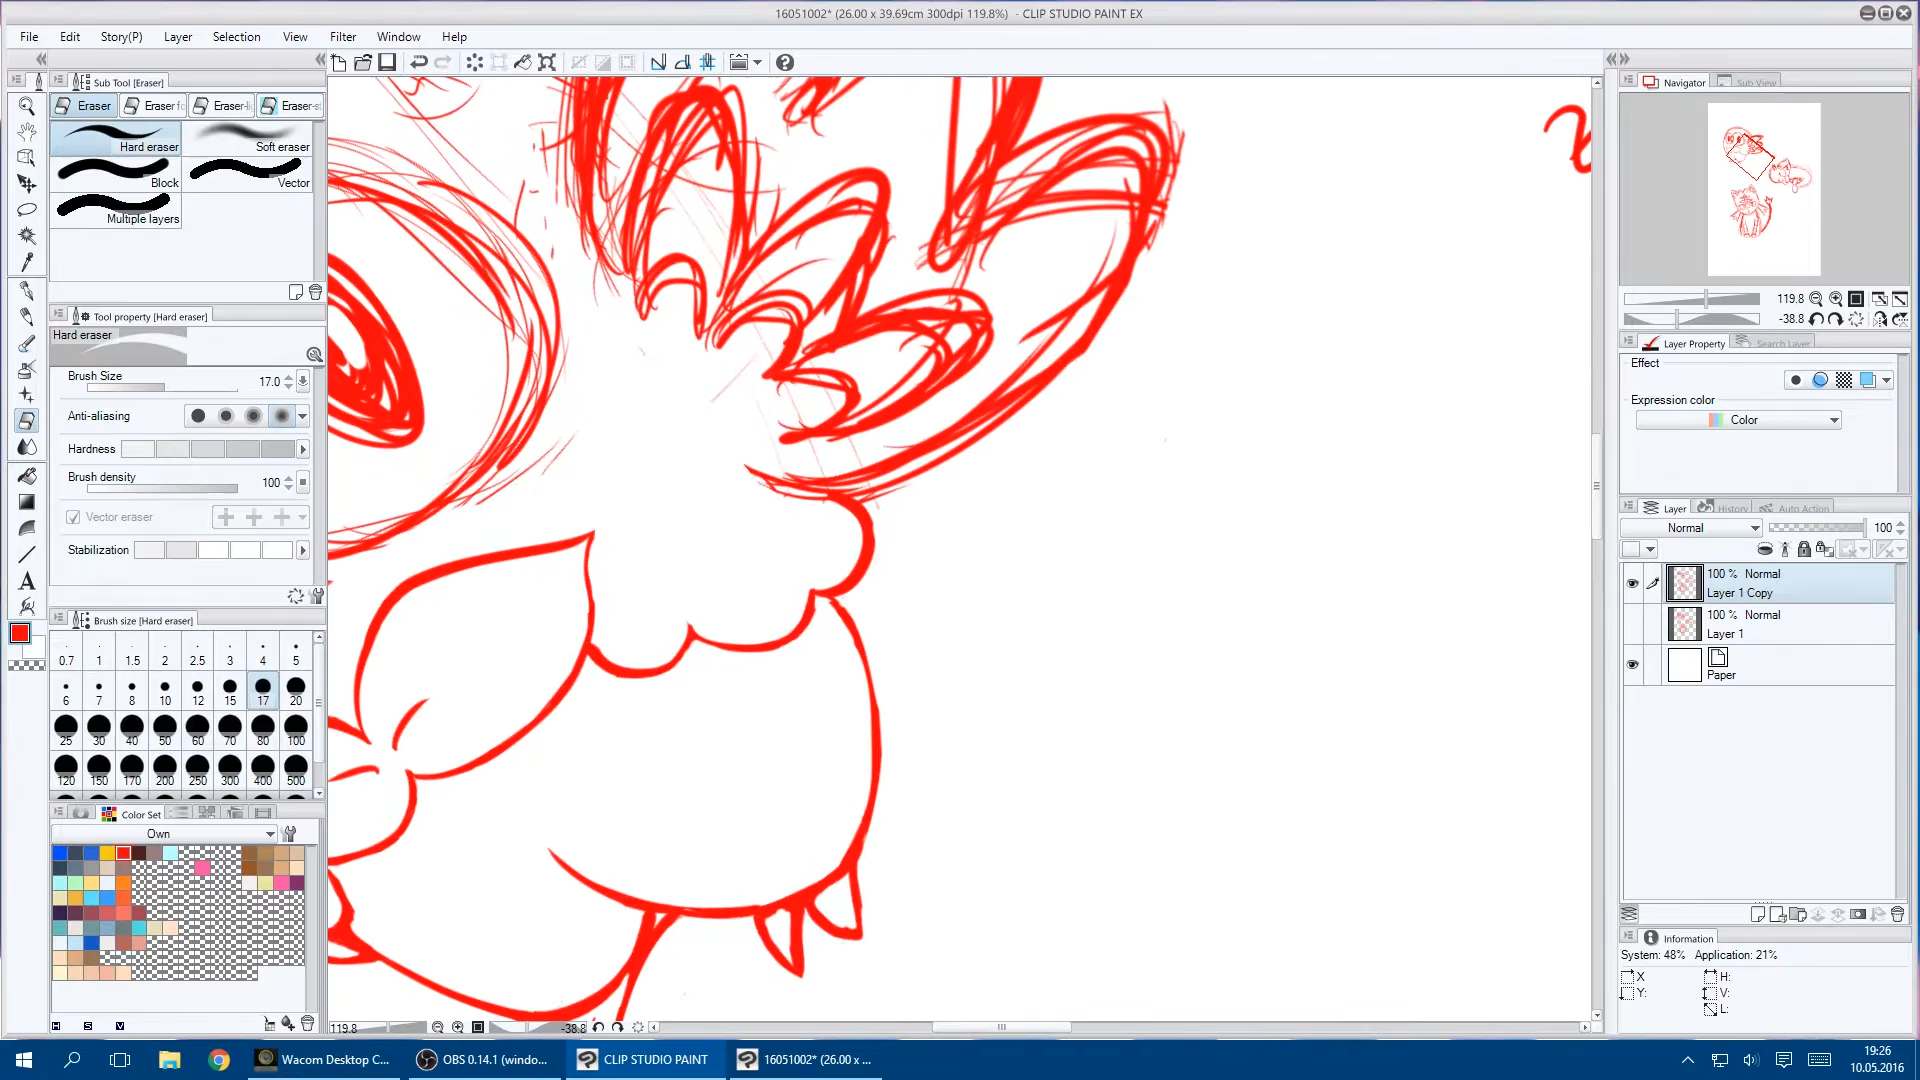 16051002* (26.00 x 39.69cm 300dpi 119.8%)  - CLIP STUDIO PAINT EX
File Edit Story(P) Layer Selection View Filter Window Help
Sub Tool [Eraser]
Eraser
Hard eraser
Soft eraser
Block
Vector
Multiple layers
Tool property [Hard eraser]
Hard eraser
Brush Size 17.0
Anti-aliasing
Hardness
Brush density 100
Vector eraser
Stabilization
Brush size [Hard eraser]
0.7 1 1.5 2 2.5 3 4 5
6 7 8 10 12 15 17 20
25 30 40 50 60 70 80 100
120 150 170 200 250 300 400 500
Color Set
Own
119.8
-38.8
Navigator Sub View
119.8
-38.8
Layer Property Search Layer
Effect
Expression color
Color
Layer History Auto Action
Normal 100
100 % Normal
Layer 1 Copy
100 % Normal
Layer 1
Paper
Information
System: 48% Application: 21%
X H:
Y: V:
L:
Wacom Desktop C...
OBS 0.14.1 (windo...
CLIP STUDIO PAINT
16051002* (26.00 x ...
19:26
10.05.2016